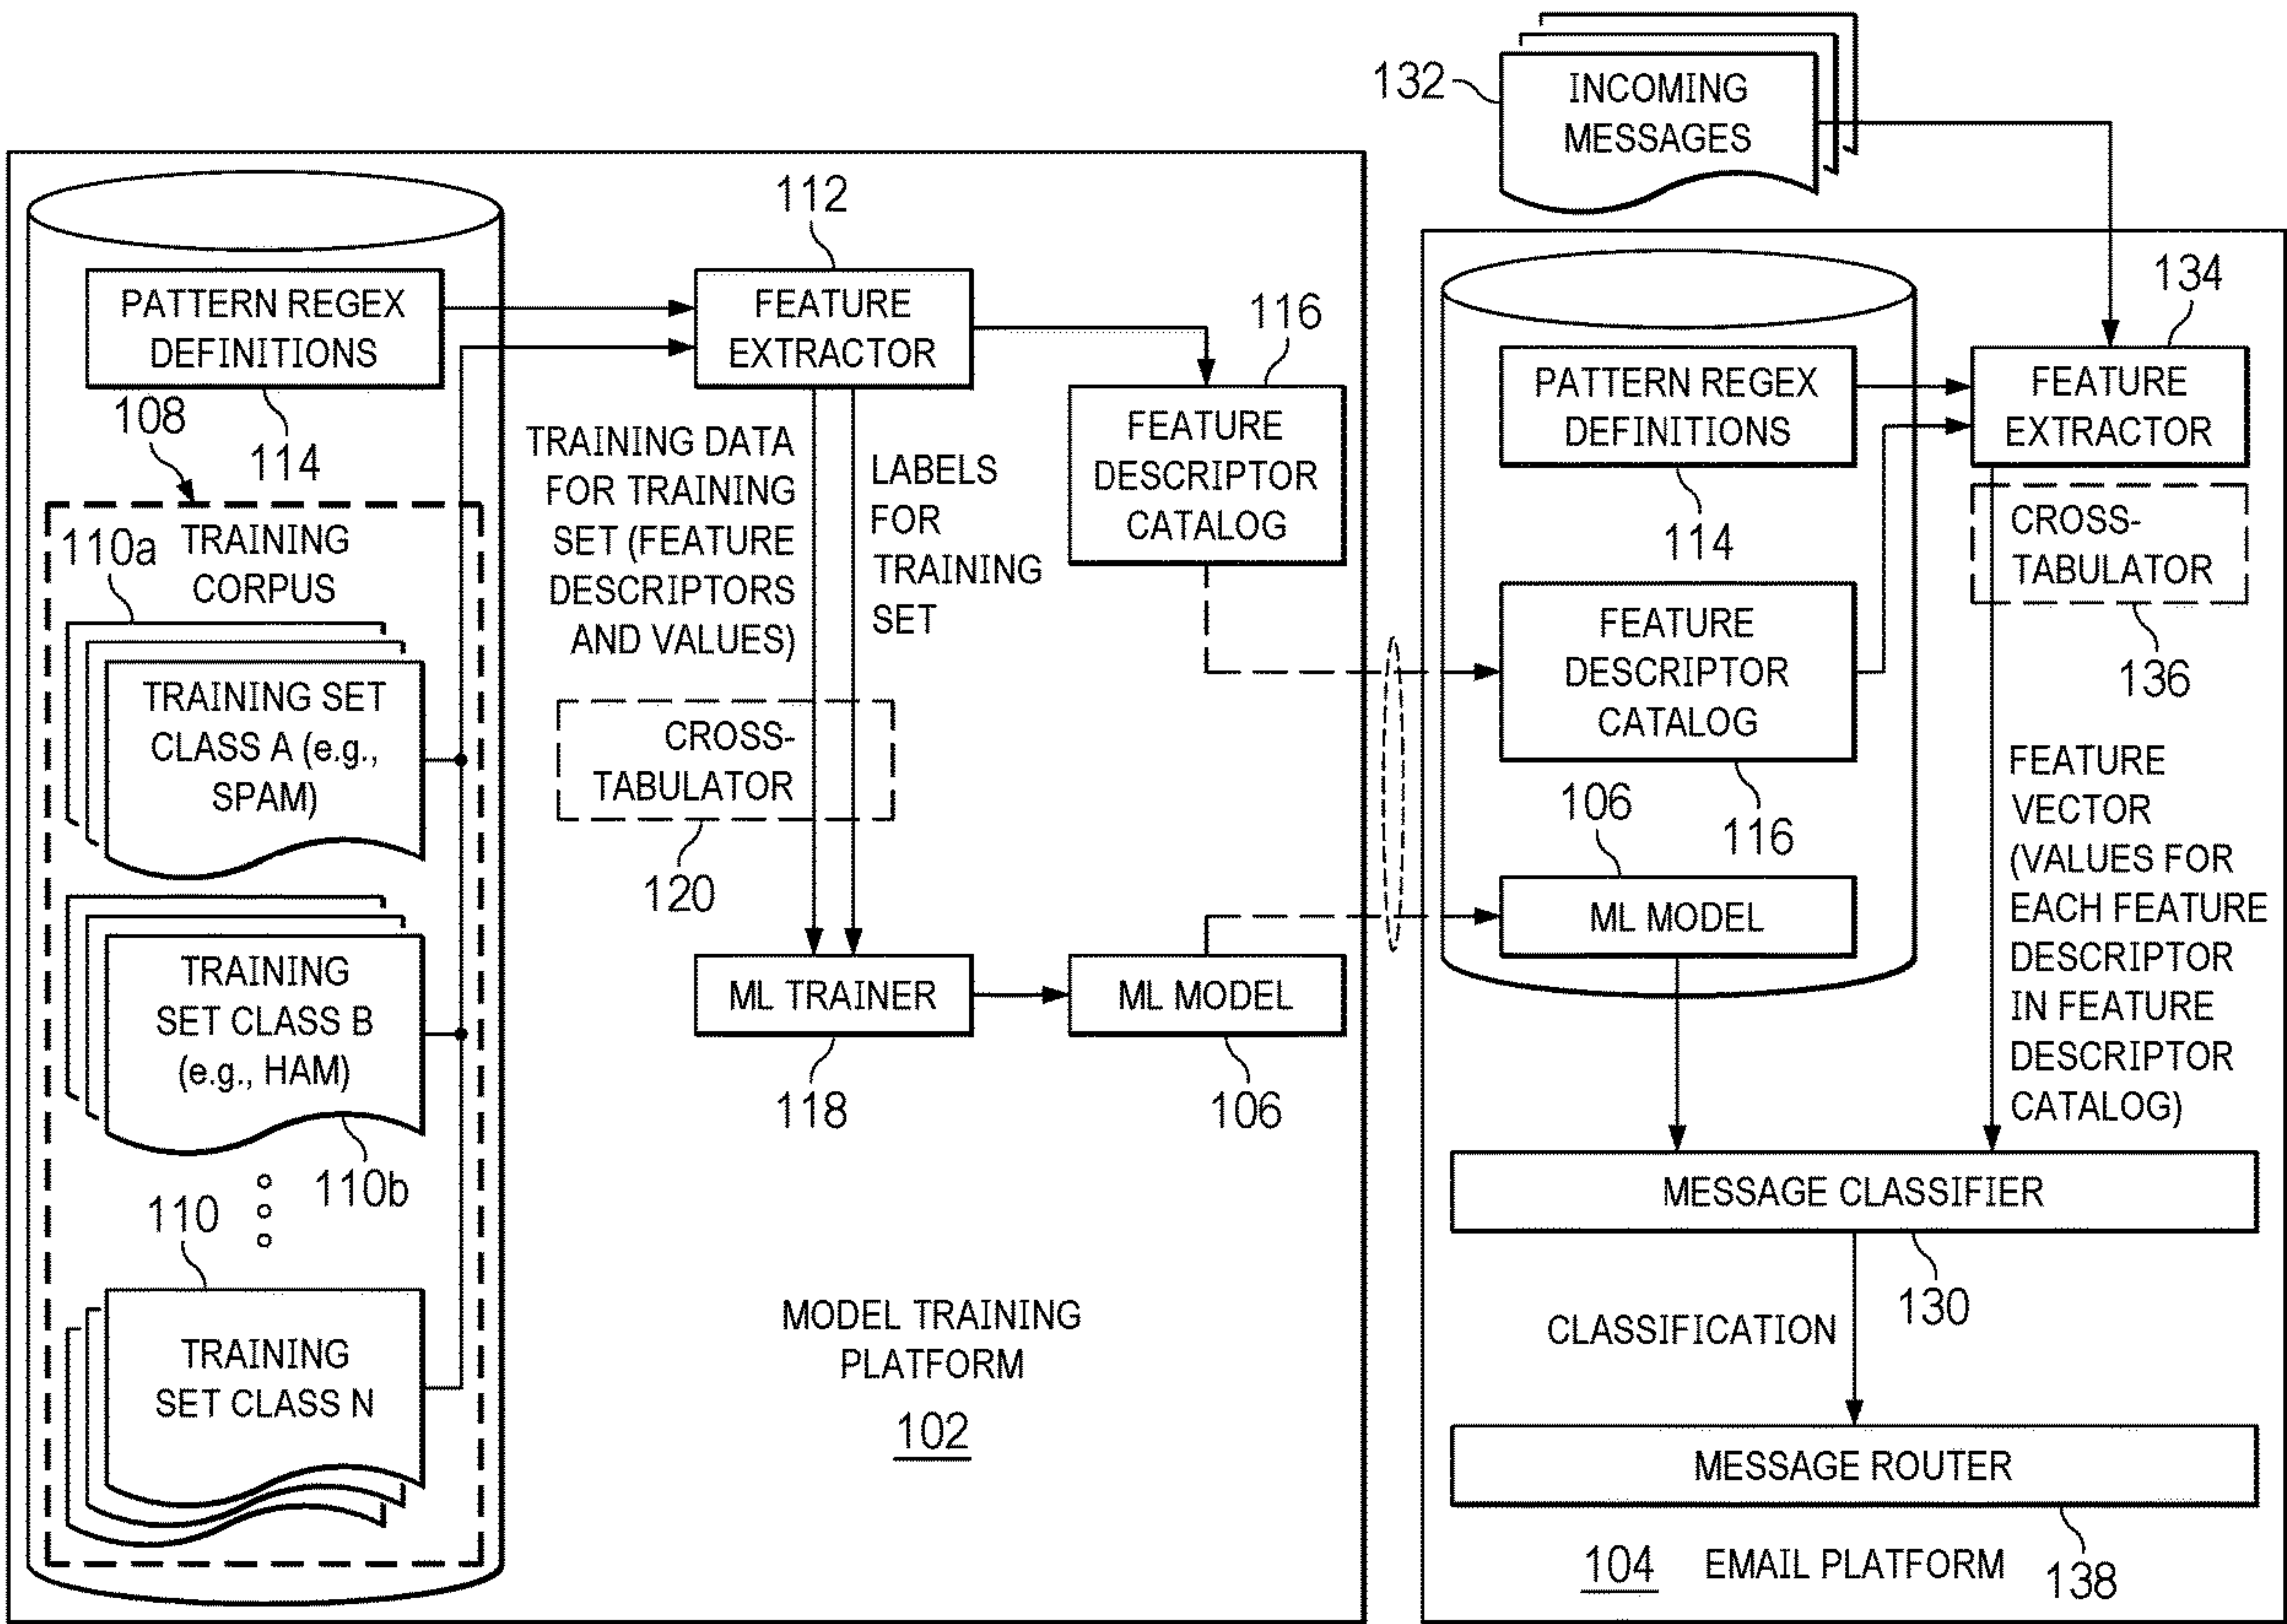 132
INCOMING
MESSAGES
112
PATTERN REGEX
DEFINITIONS
114
FEATURE
EXTRACTOR
116
FEATURE
DESCRIPTOR
CATALOG
108
TRAINING
CORPUS
110a
TRAINING SET
CLASS A (e.g.,
SPAM)
TRAINING
SET CLASS B
(e.g., HAM)
110b
110
TRAINING
SET CLASS N
TRAINING DATA
FOR TRAINING
SET (FEATURE
DESCRIPTORS
AND VALUES)
LABELS
FOR
TRAINING
SET
CROSS-
TABULATOR
120
ML TRAINER
118
ML MODEL
106
MODEL TRAINING
PLATFORM
102
134
PATTERN REGEX
DEFINITIONS
114
FEATURE
EXTRACTOR
CROSS-
TABULATOR
136
FEATURE
DESCRIPTOR
CATALOG
116
106
ML MODEL
FEATURE
VECTOR
(VALUES FOR
EACH FEATURE
DESCRIPTOR
IN FEATURE
DESCRIPTOR
CATALOG)
MESSAGE CLASSIFIER
130
CLASSIFICATION
MESSAGE ROUTER
138
104
EMAIL PLATFORM